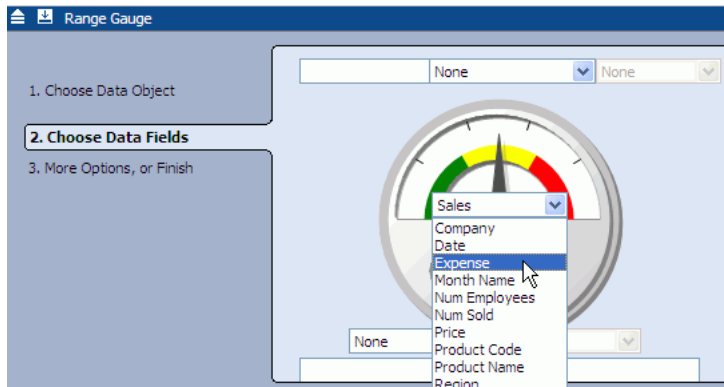 Range Gauge
None None
1. Choose Data Object
2. Choose Data Fields
3. More Options, or Finish
Sales
Company
Date
Expense
Month Name
Num Employees
Num Sold
Price
None
Product Code
Product Name
Region